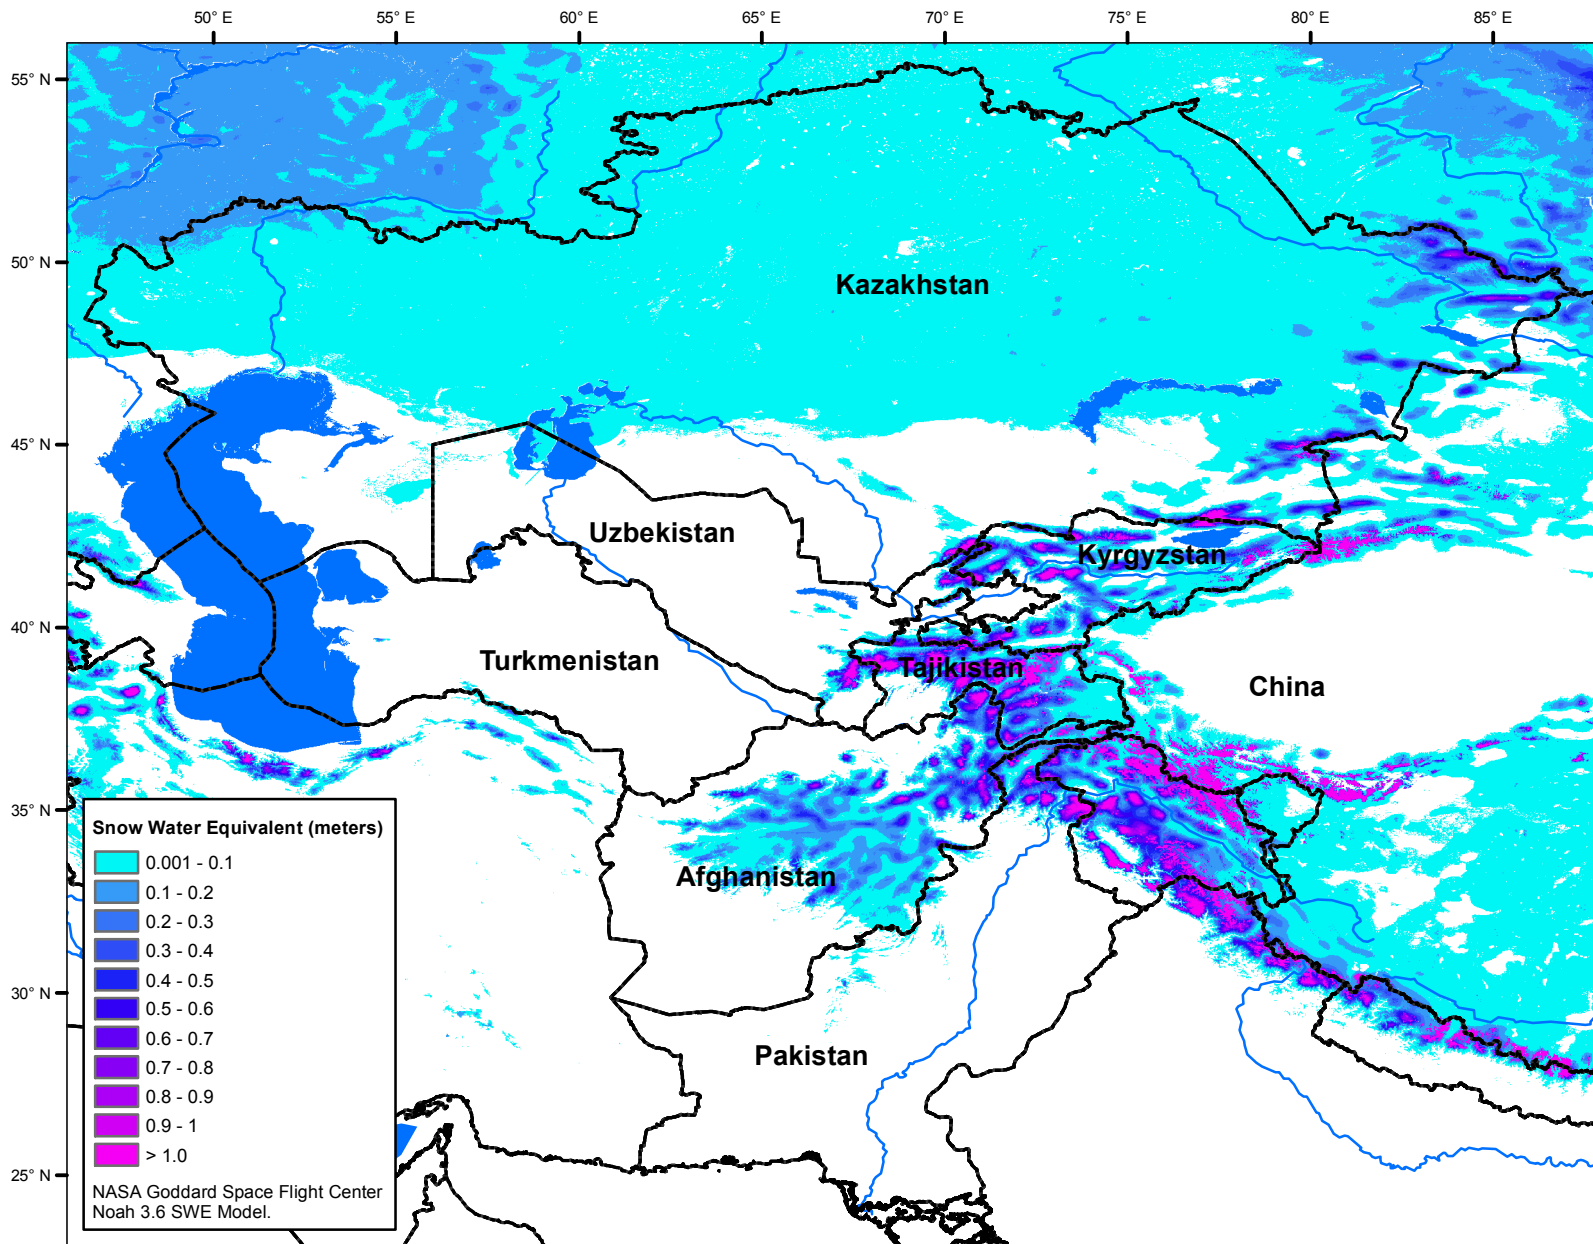 50° E 55° E 60° E 65° E 70° E 75° E 80° E 85° E
55° N
50° N
45° N
40° N
35° N
30° N
25° N
Kazakhstan
Uzbekistan
Kyrgyzstan
Turkmenistan
Tajikistan
China
Afghanistan
Pakistan
Snow Water Equivalent (meters)
0.001 - 0.1
0.1 - 0.2
0.2 - 0.3
0.3 - 0.4
0.4 - 0.5
0.5 - 0.6
0.6 - 0.7
0.7 - 0.8
0.8 - 0.9
0.9 - 1
> 1.0
NASA Goddard Space Flight Center
Noah 3.6 SWE Model.